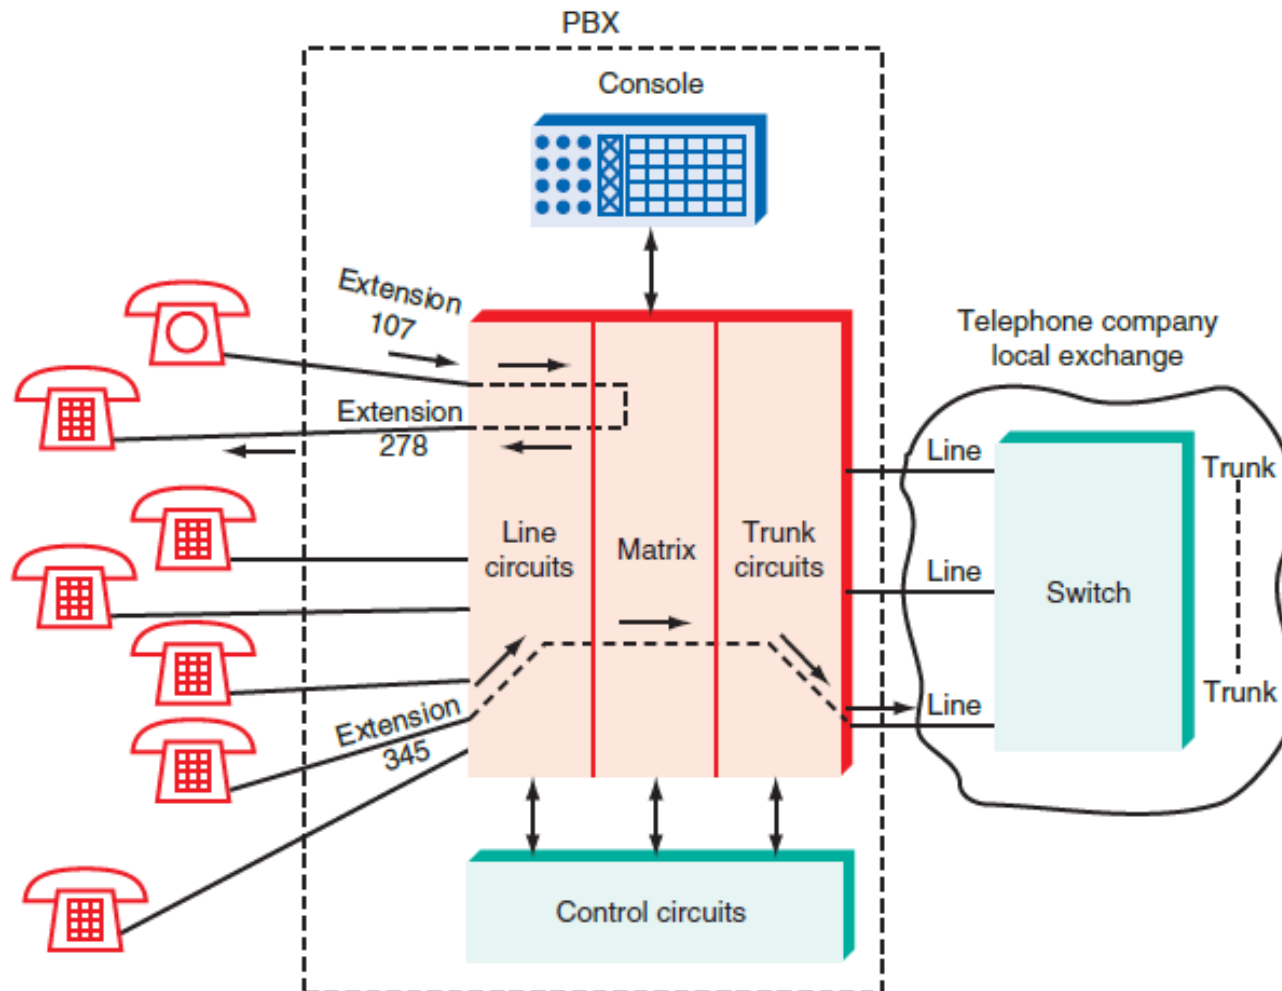 PBX
Console
Extension
107
Extension
278
Line
circuits
Matrix
Trunk
circuits
Extension
345
Control circuits
Telephone company
local exchange
Line
Line
Line
Switch
Trunk
Trunk